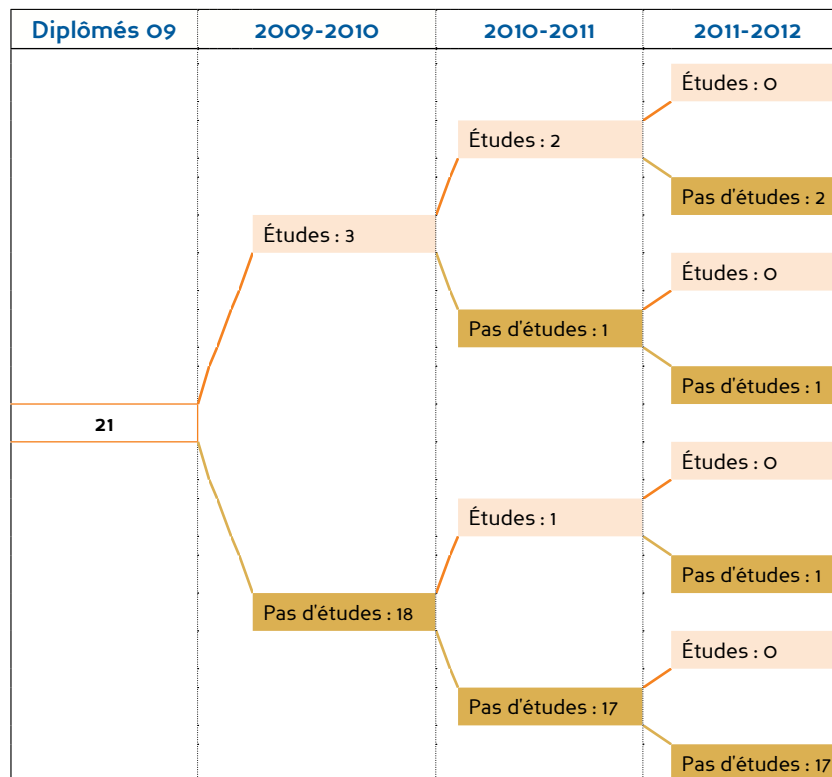 Diplômés 09 2009-2010 2010-2011 2011-2012
Études : 0
Études : 2
Pas d'études : 2
Études : 3
Études : 0
Pas d'études : 1
Pas d'études : 1
21
Études : 0
Études : 1
Pas d'études : 1
Pas d'études : 18
Études : 0
Pas d'études : 17
Pas d'études : 17